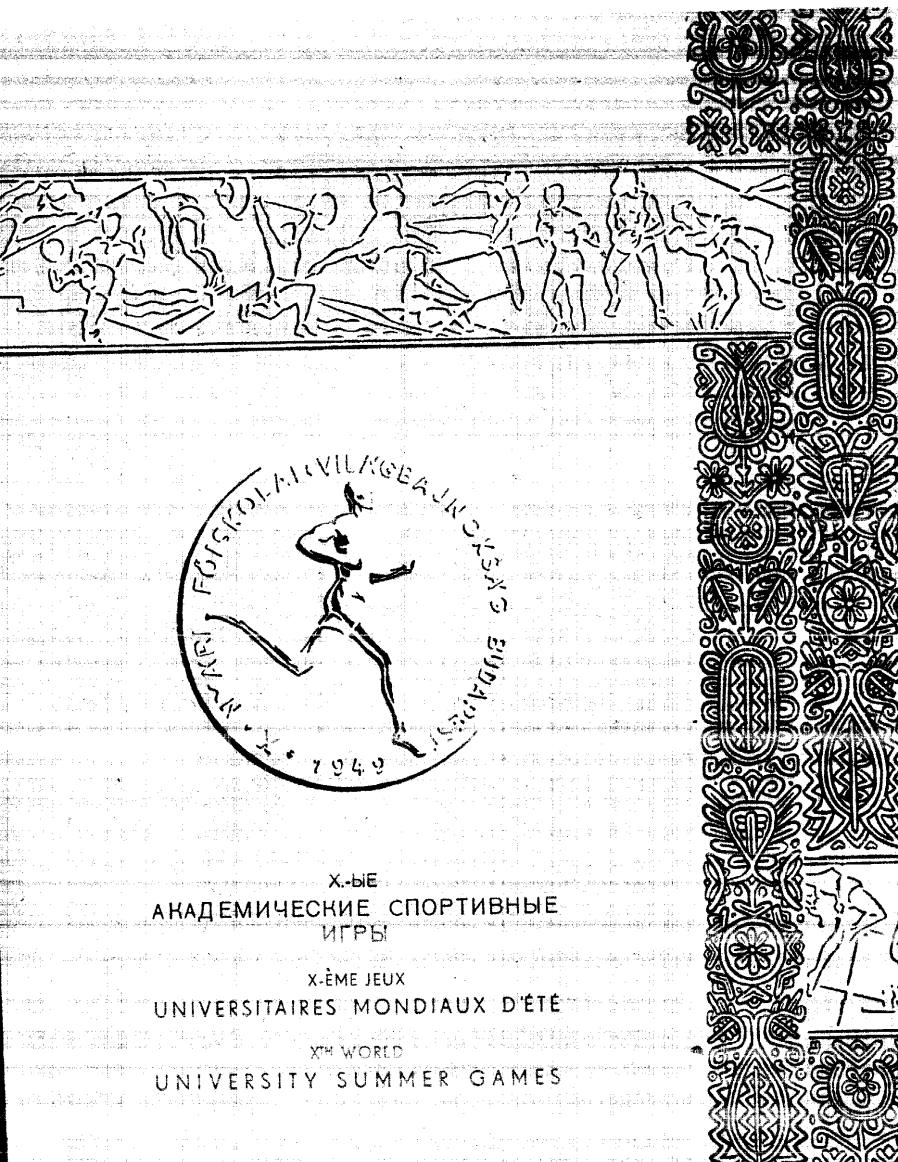 X. NYÁRI FŐISKOLAI VILÁGBAJNOKSÁG BUDAPEST
1949
X.-ЫЕ
АКАДЕМИЧЕСКИЕ СПОРТИВНЫЕ
ИГРЫ
X-ÈME JEUX
UNIVERSITAIRES MONDIAUX D'ÉTÉ
XTH WORLD
UNIVERSITY SUMMER GAMES